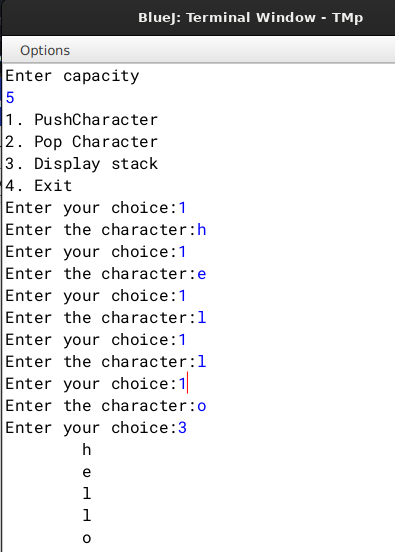 BlueJ: Terminal Window - TMp
Options
Enter capacity
5
1. PushCharacter
2. Pop Character
3. Display stack
4. Exit
Enter your choice:1
Enter the character:h
Enter your choice:1
Enter the character:e
Enter your choice:1
Enter the character:l
Enter your choice:1
Enter the character:l
Enter your choice:1
Enter the character:o
Enter your choice:3
h
e
l
l
o